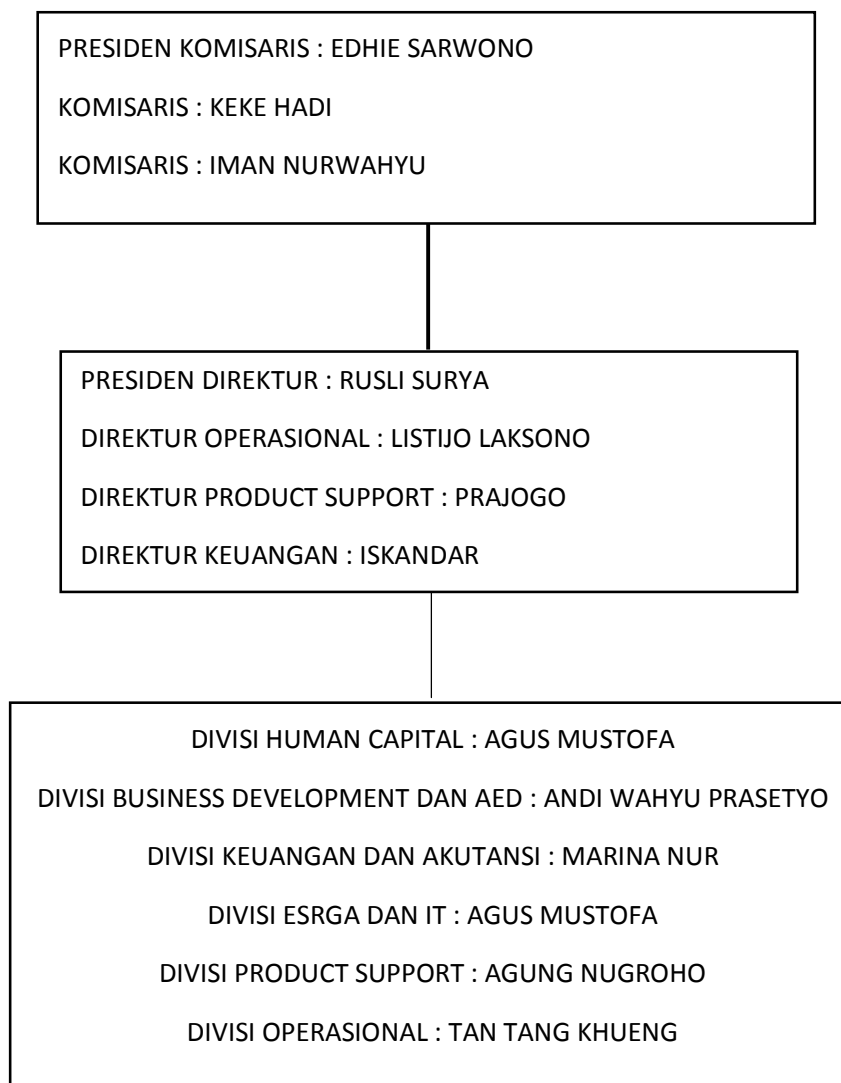 PRESIDEN KOMISARIS : EDHIE SARWONO
KOMISARIS : KEKE HADI
KOMISARIS : IMAN NURWAHYU
PRESIDEN DIREKTUR : RUSLI SURYA
DIREKTUR OPERASIONAL : LISTIJO LAKSONO
DIREKTUR PRODUCT SUPPORT : PRAJOGO
DIREKTUR KEUANGAN : ISKANDAR
DIVISI HUMAN CAPITAL : AGUS MUSTOFA
DIVISI BUSINESS DEVELOPMENT DAN AED : ANDI WAHYU PRASETYO
DIVISI KEUANGAN DAN AKUTANSI : MARINA NUR
DIVISI ESRGA DAN IT : AGUS MUSTOFA
DIVISI PRODUCT SUPPORT : AGUNG NUGROHO
DIVISI OPERASIONAL : TAN TANG KHUENG